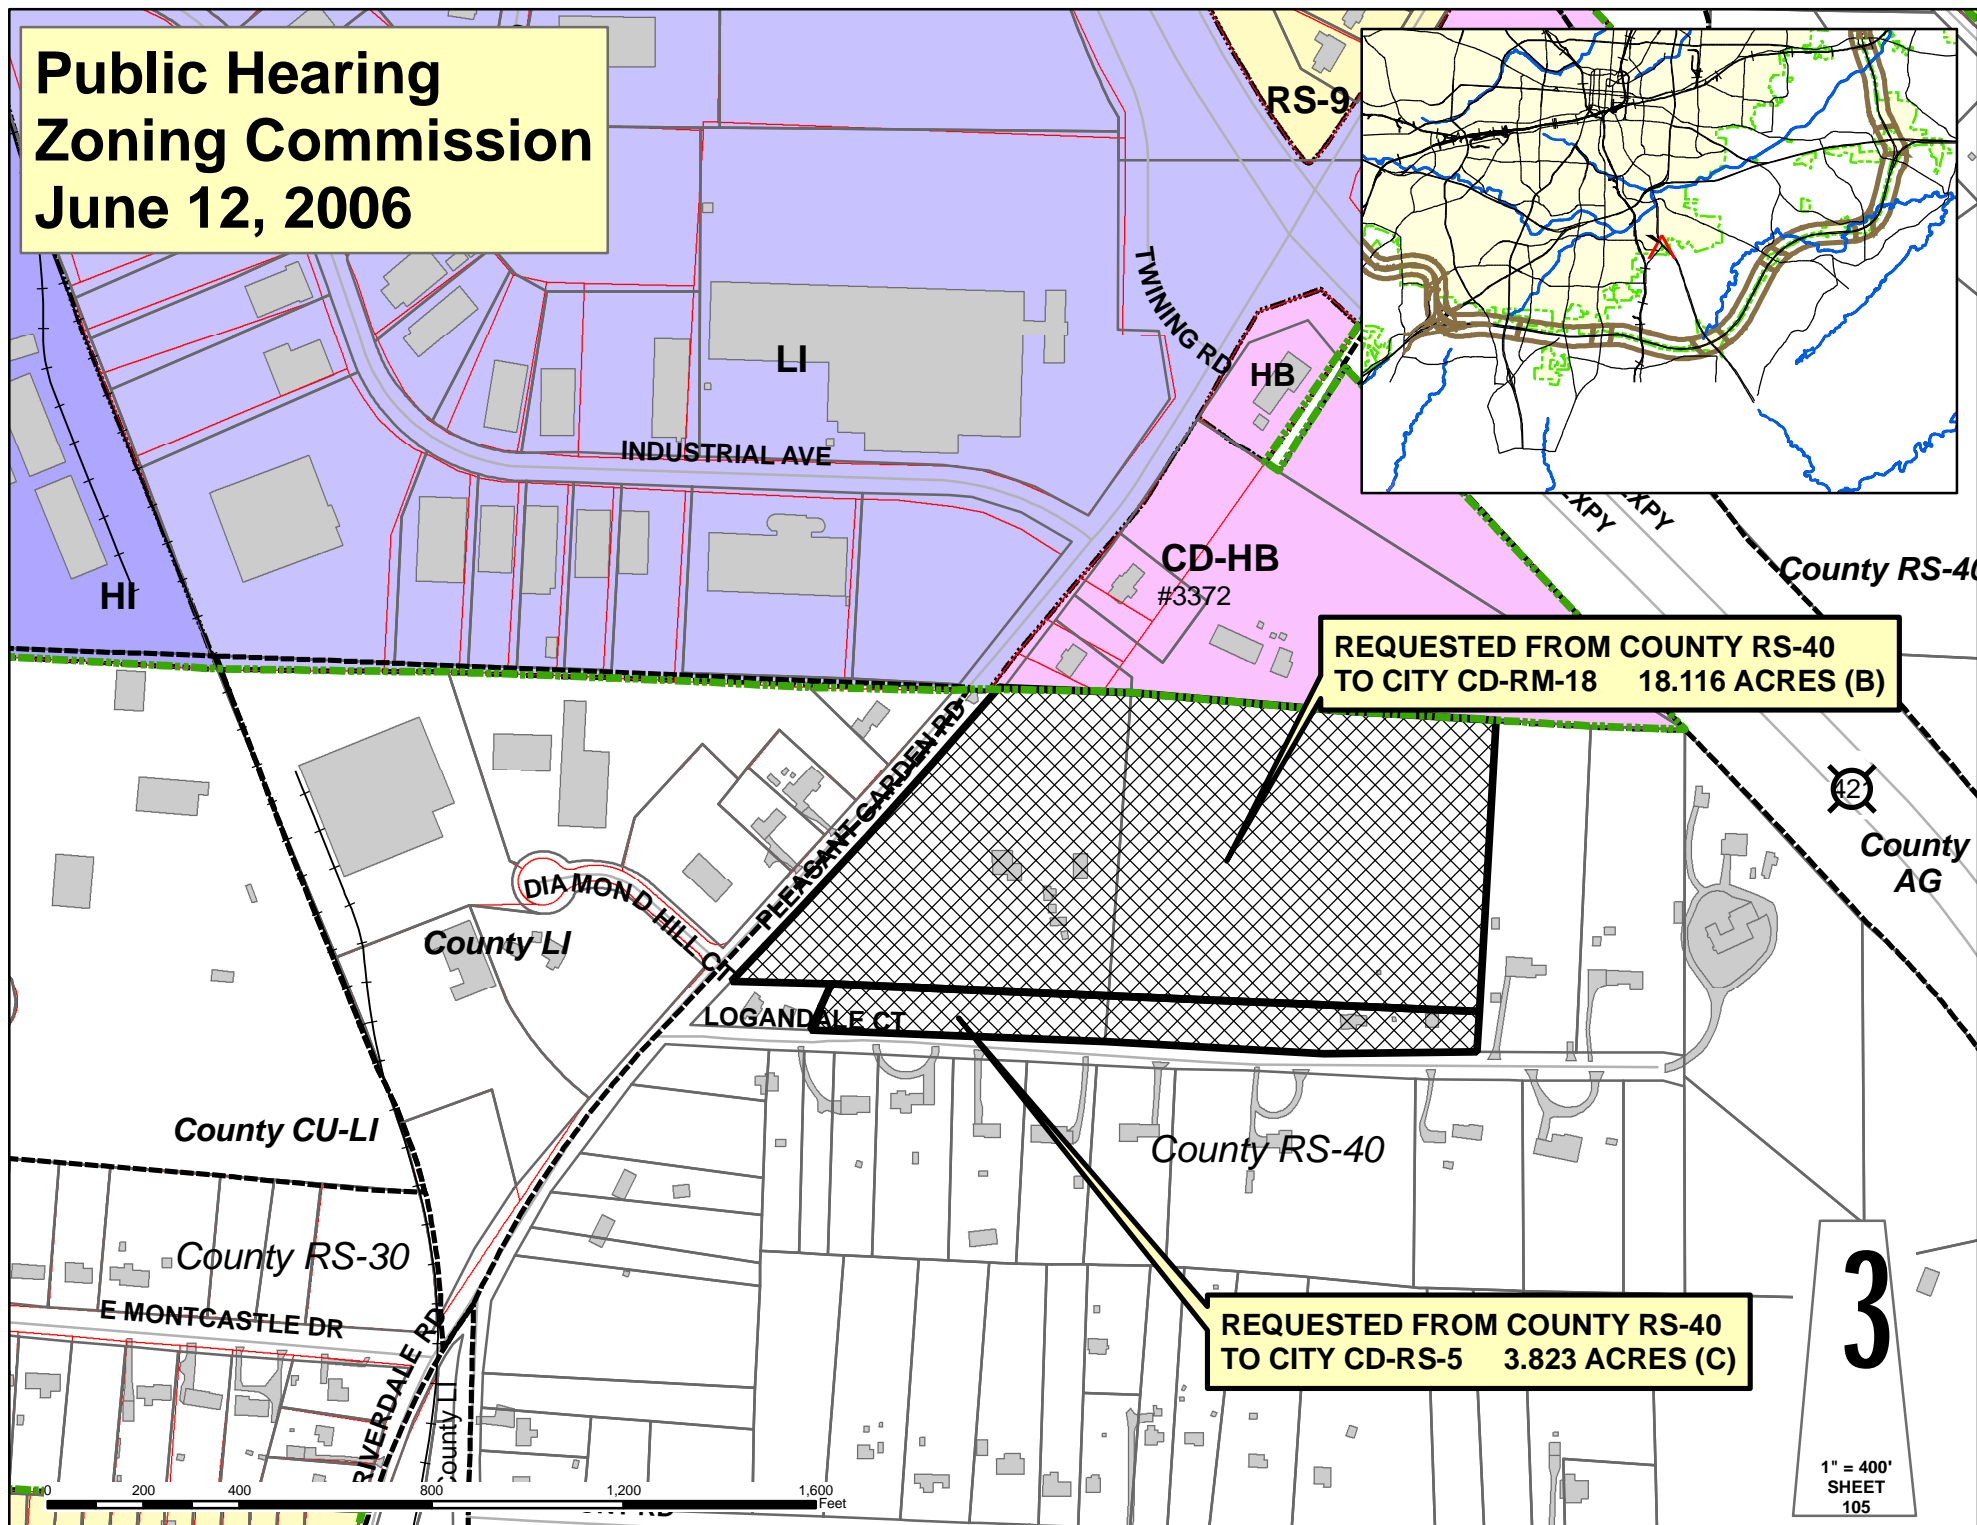 Public Hearing
Zoning Commission
June 12, 2006
RS-9
TWINING RD
HB
LI
INDUSTRIAL AVE
HI
CD-HB
#3372
EXPY
EXPY
County RS-40
REQUESTED FROM COUNTY RS-40
TO CITY CD-RM-18 18.116 ACRES (B)
421
County
AG
PLEASANT GARDEN RD
DIAMOND HILL CT
County LI
LOGANDALE CT
County CU-LI
County RS-40
County RS-30
E MONTCASTLE DR
RIVERDALE RD
County LI
REQUESTED FROM COUNTY RS-40
TO CITY CD-RS-5 3.823 ACRES (C)
3
1" = 400'
SHEET
105
0 200 400 800 1,200 1,600
Feet
RD